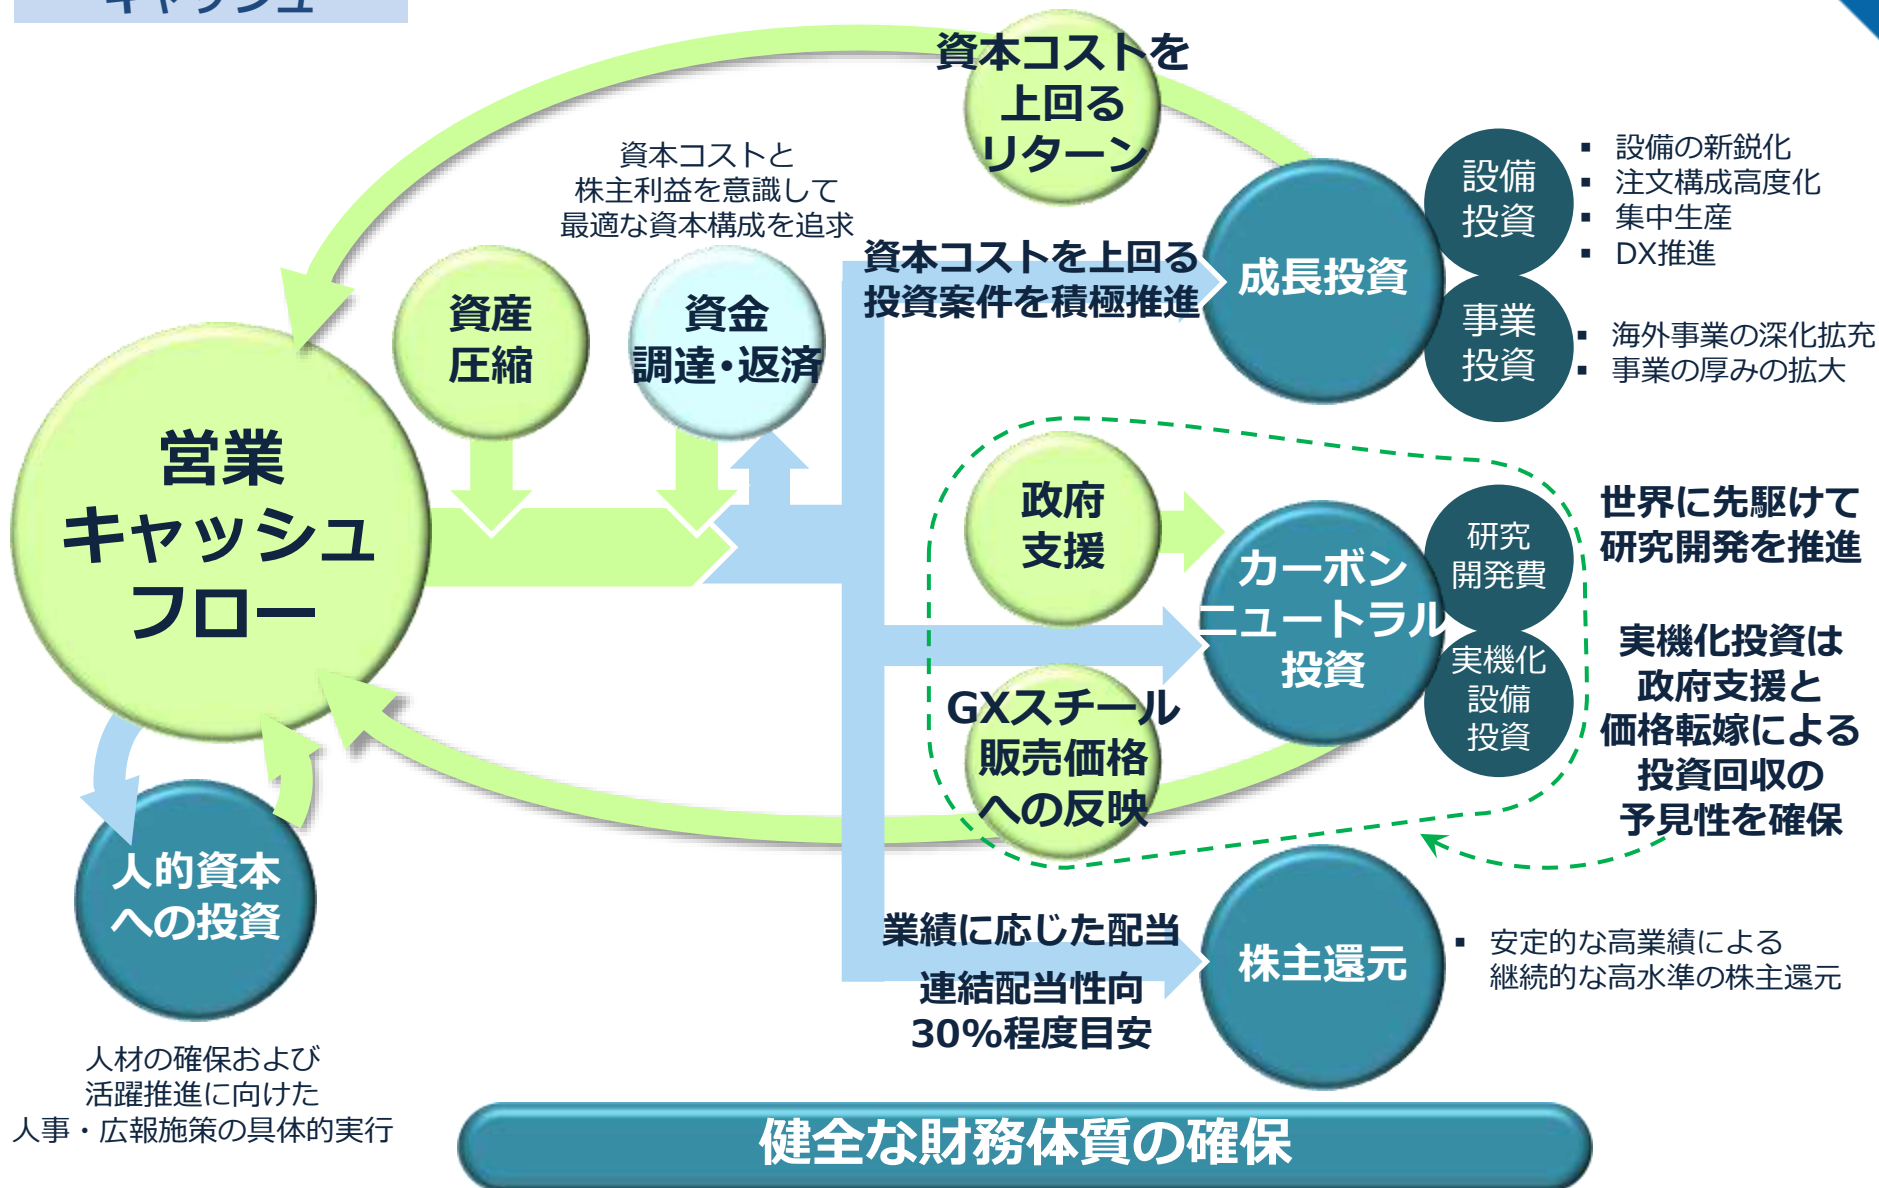 キャッシュ
資本コストを
上回る
リターン
資本コストと
株主利益を意識して
最適な資本構成を追求
設備
投資
▪ 設備の新鋭化
▪ 注文構成高度化
▪ 集中生産
▪ DX推進
資本コストを上回る
投資案件を積極推進
成長投資
資産
圧縮
資金
調達・返済
事業
投資
▪ 海外事業の深化拡充
▪ 事業の厚みの拡大
営業
キャッシュ
フロー
政府
支援
カーボン
ニュートラル
投資
研究
開発費
世界に先駆けて
研究開発を推進
実機化
設備
投資
実機化投資は
政府支援と
価格転嫁による
投資回収の
予見性を確保
GXスチール
販売価格
への反映
人的資本
への投資
業績に応じた配当
連結配当性向
30%程度目安
株主還元
▪ 安定的な高業績による
継続的な高水準の株主還元
人材の確保および
活躍推進に向けた
人事・広報施策の具体的実行
健全な財務体質の確保